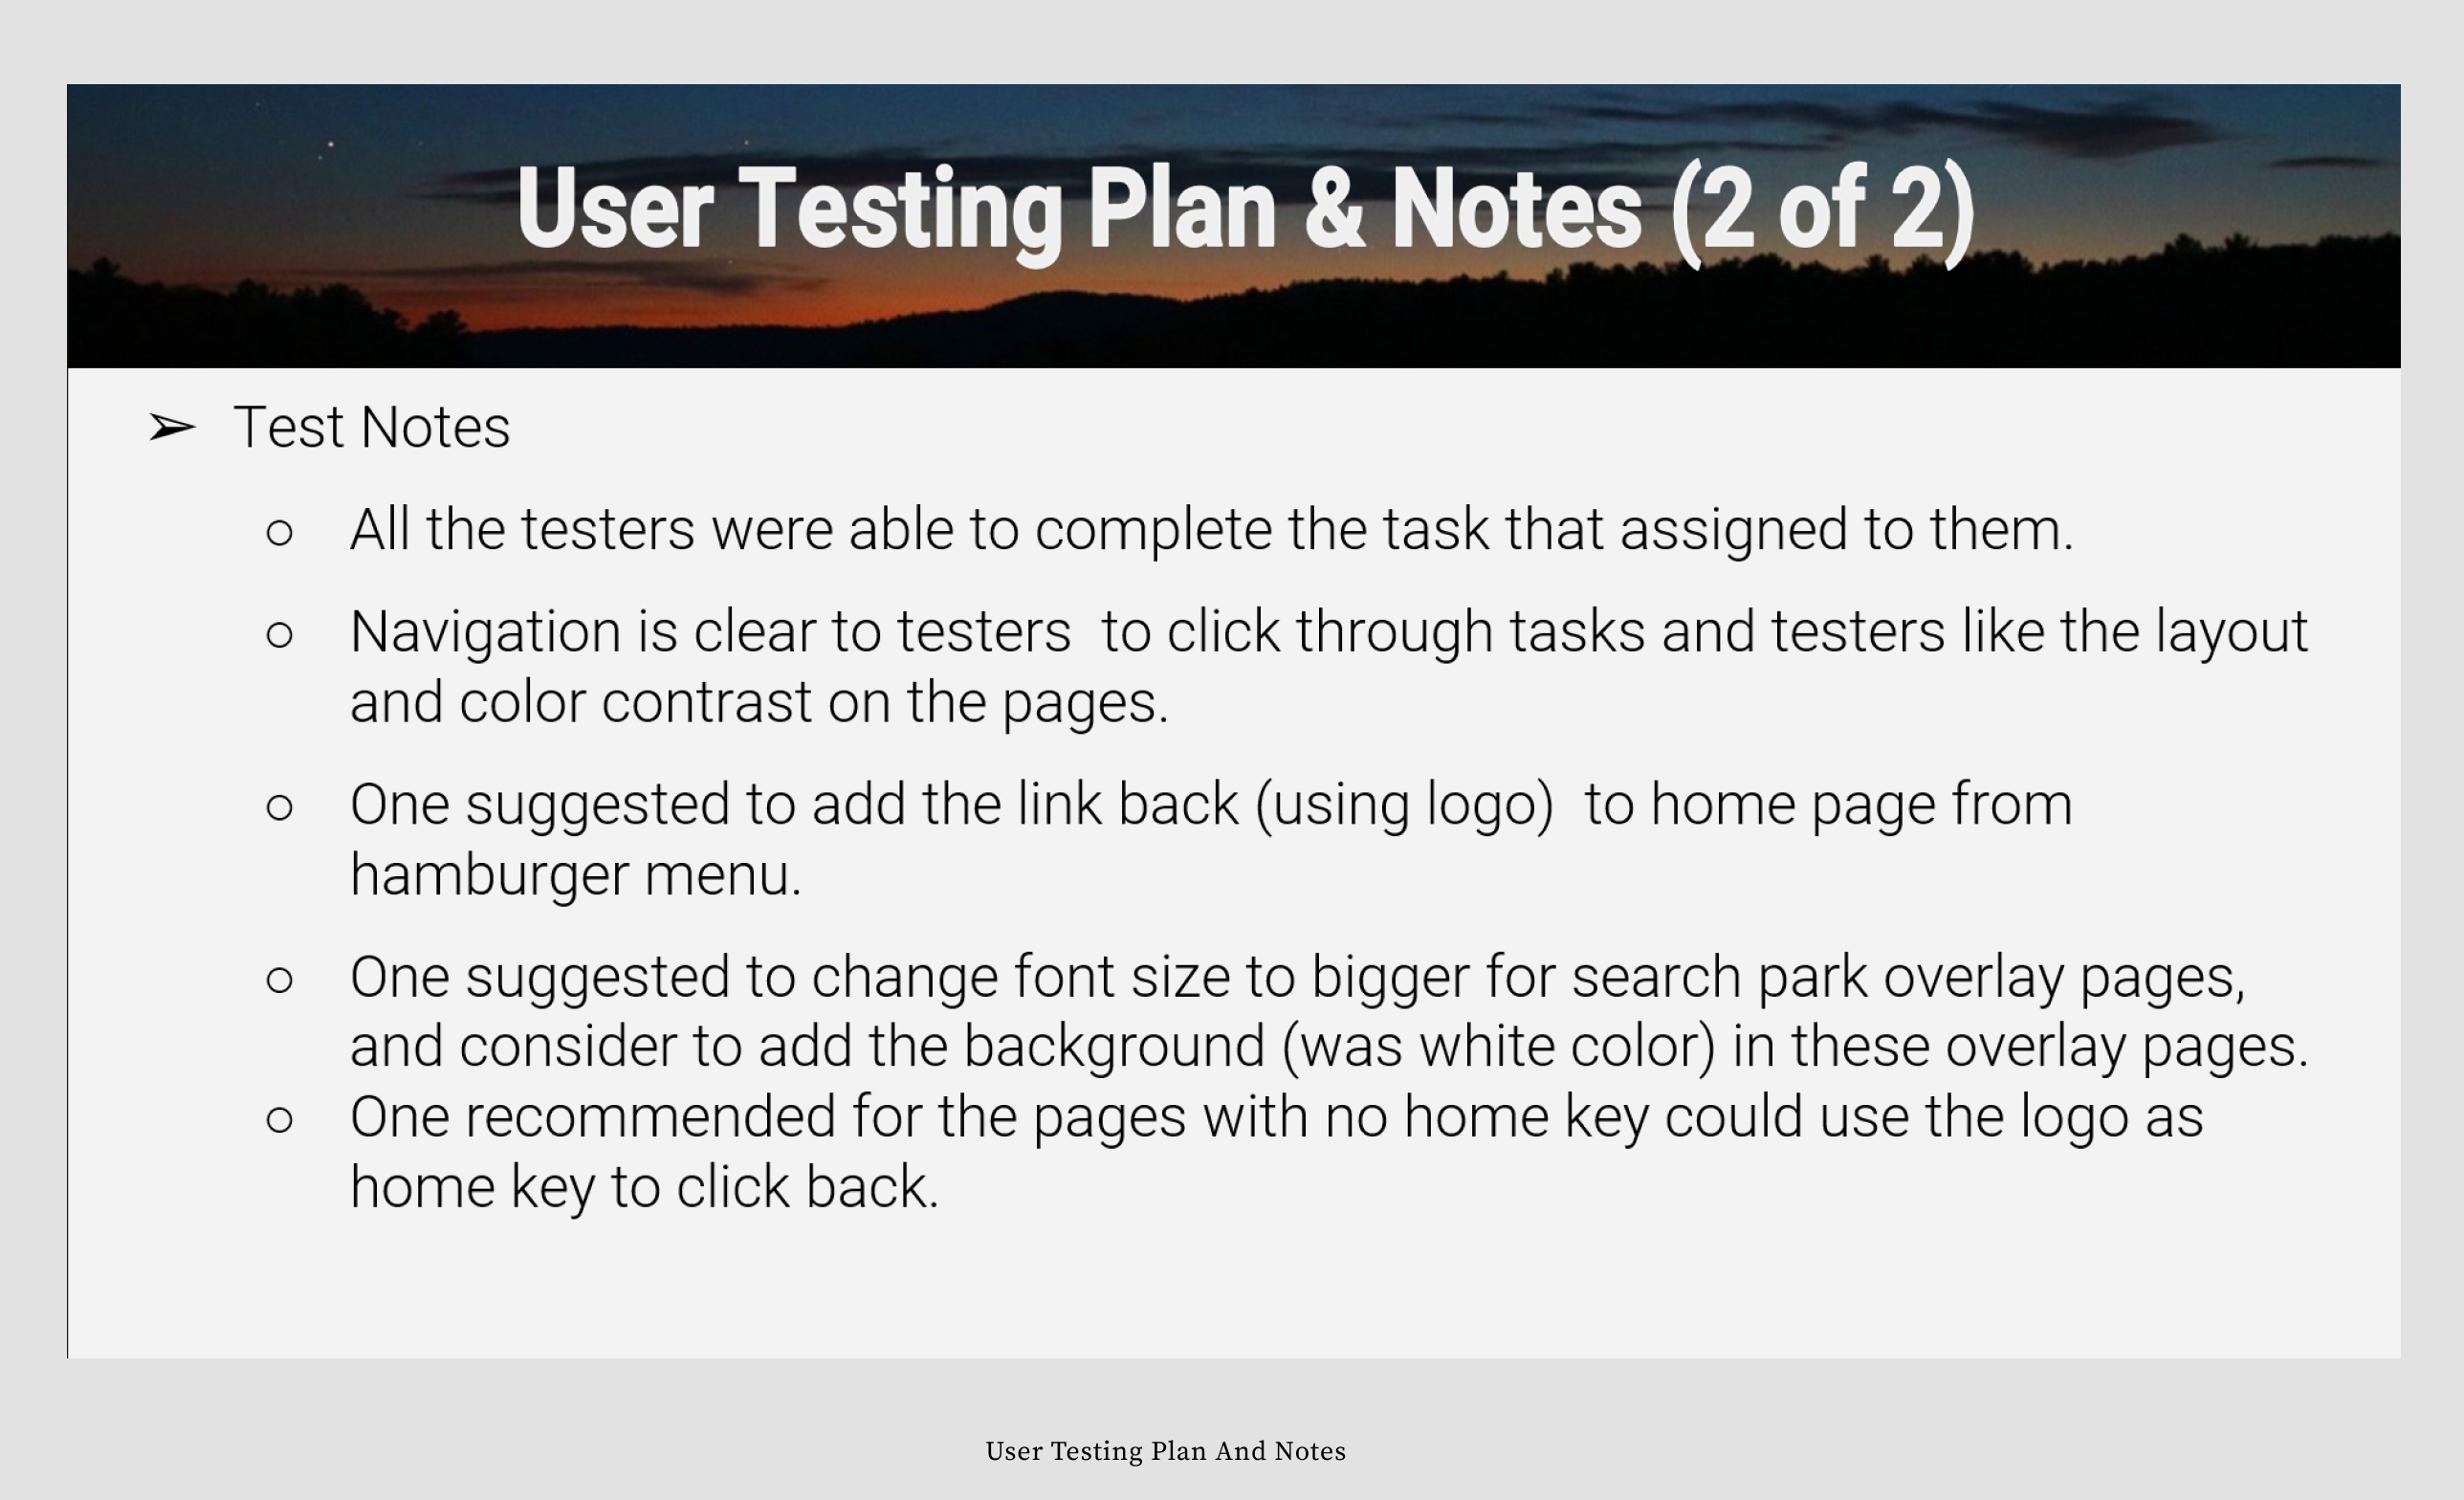 User Testing Plan & Notes (2 of 2)
➢ Test Notes
○ All the testers were able to complete the task that assigned to them.
○ Navigation is clear to testers  to click through tasks and testers like the layout
and color contrast on the pages.
○ One suggested to add the link back (using logo)  to home page from
hamburger menu.
○ One suggested to change font size to bigger for search park overlay pages,
and consider to add the background (was white color) in these overlay pages.
○ One recommended for the pages with no home key could use the logo as
home key to click back.
User Testing Plan And Notes